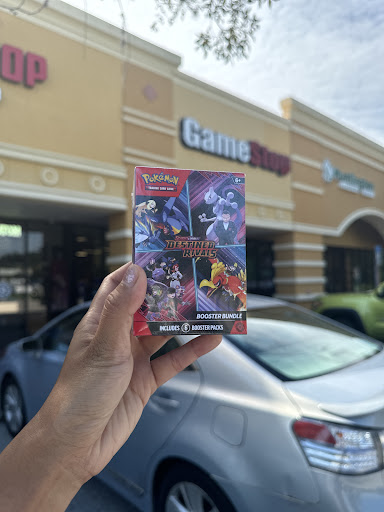 op
GameStop
POKÉMON
TRADING CARD GAME
6+
DESTINED
RIVALS
BOOSTER BUNDLE
INCLUDES 6 BOOSTER PACKS